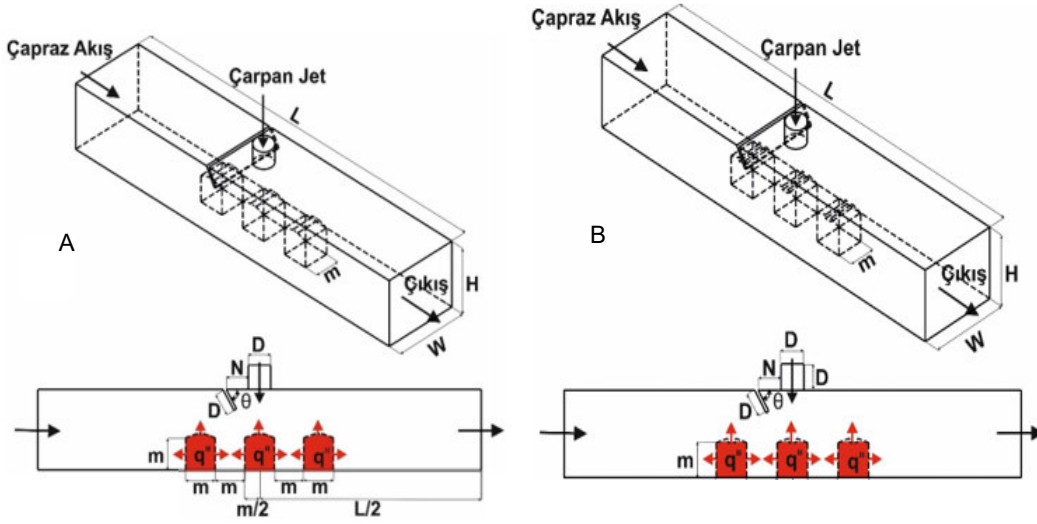 Çapraz Akış
Çarpan Jet
L
A
m
Çıkış
H
W
D
N
D
θ
m
q"
q"
q"
m
m
m
m
m/2
L/2
Çapraz Akış
Çarpan Jet
L
B
m
Çıkış
H
W
D
N
D
D
θ
m
q"
q"
q"